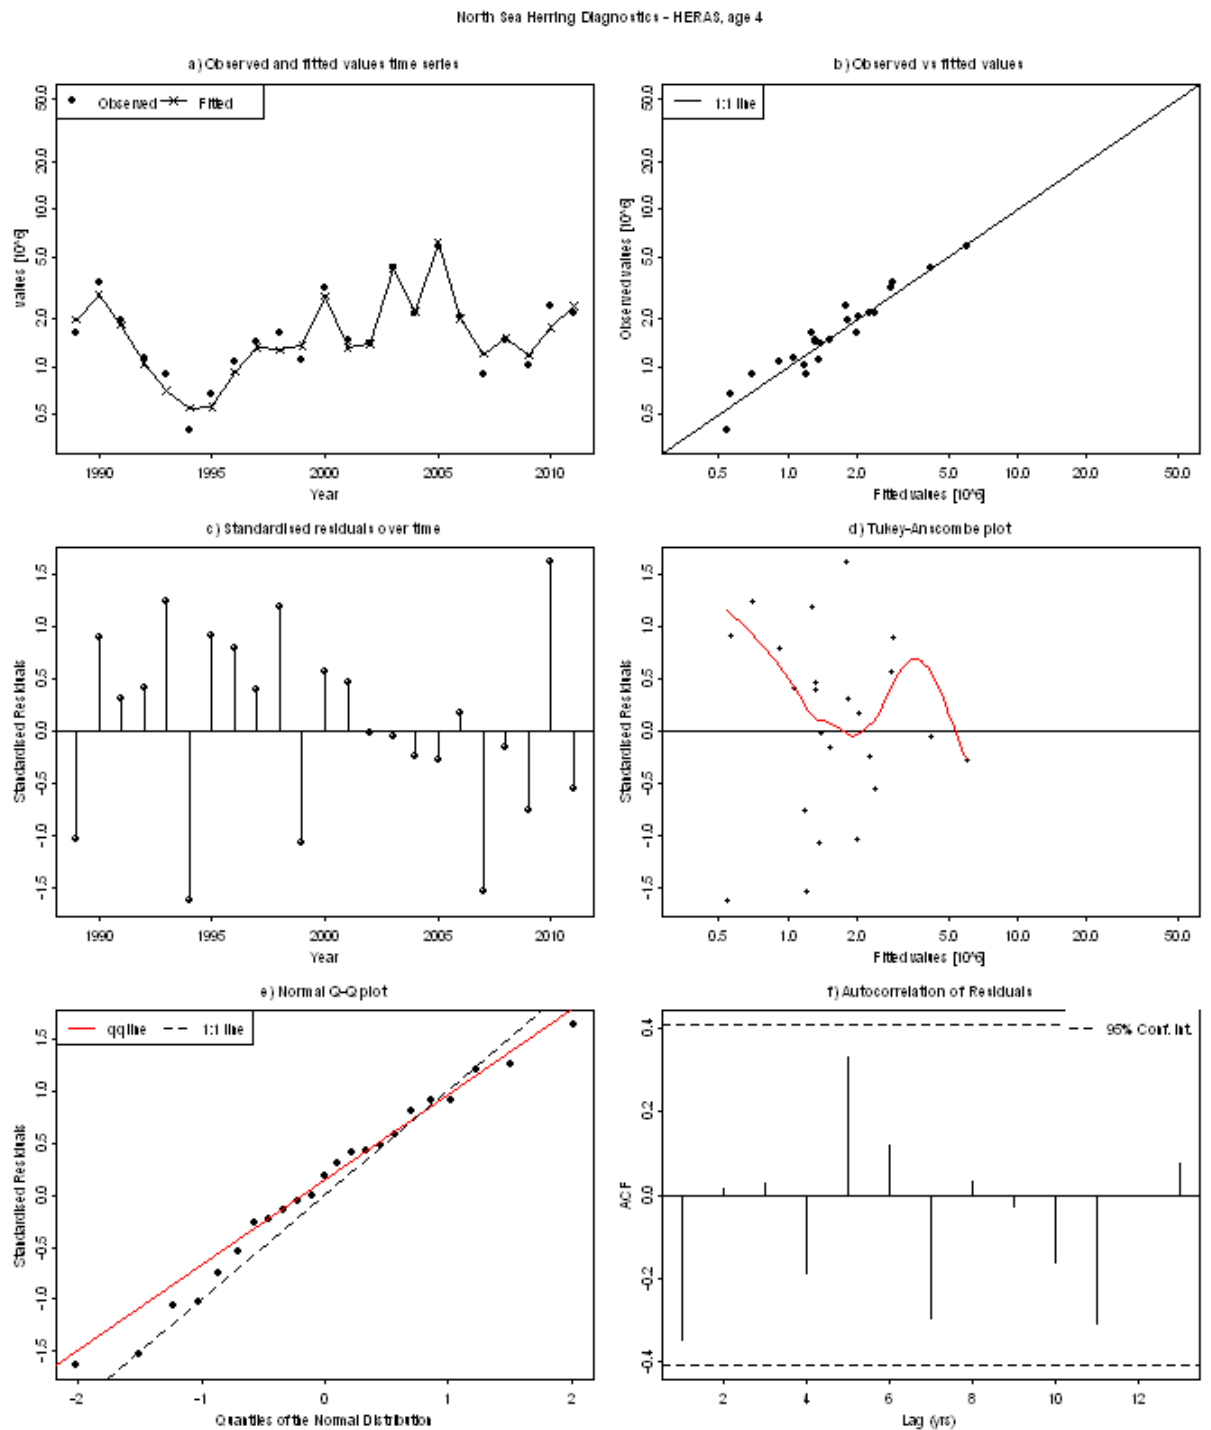 North Sea Herring Diagnostics - HERAS, age 4
a) Observed and fitted values time series
Observed Fitted
values [10^6]
0.5 1.0 2.0 5.0 10.0 20.0 50.0
1990 1995 2000 2005 2010
Year
b) Observed vs fitted values
1:1 line
Observed values [10^6]
0.5 1.0 2.0 5.0 10.0 20.0 50.0
0.5 1.0 2.0 5.0 10.0 20.0 50.0
Fitted values [10^6]
c) Standardised residuals over time
Standardised Residuals
-1.5 -1.0 -0.5 0.0 0.5 1.0 1.5
1990 1995 2000 2005 2010
Year
d) Tukey-Anscombe plot
Standardised Residuals
-1.5 -1.0 -0.5 0.0 0.5 1.0 1.5
0.5 1.0 2.0 5.0 10.0 20.0 50.0
Fitted values [10^6]
e) Normal Q-Q plot
qq line 1:1 line
Standardised Residuals
-1.5 -1.0 -0.5 0.0 0.5 1.0 1.5
-2 -1 0 1 2
Quantiles of the Normal Distribution
f) Autocorrelation of Residuals
95% Conf. Int.
ACF
-0.4 -0.2 0.0 0.2 0.4
2 4 6 8 10 12
Lag (yrs)